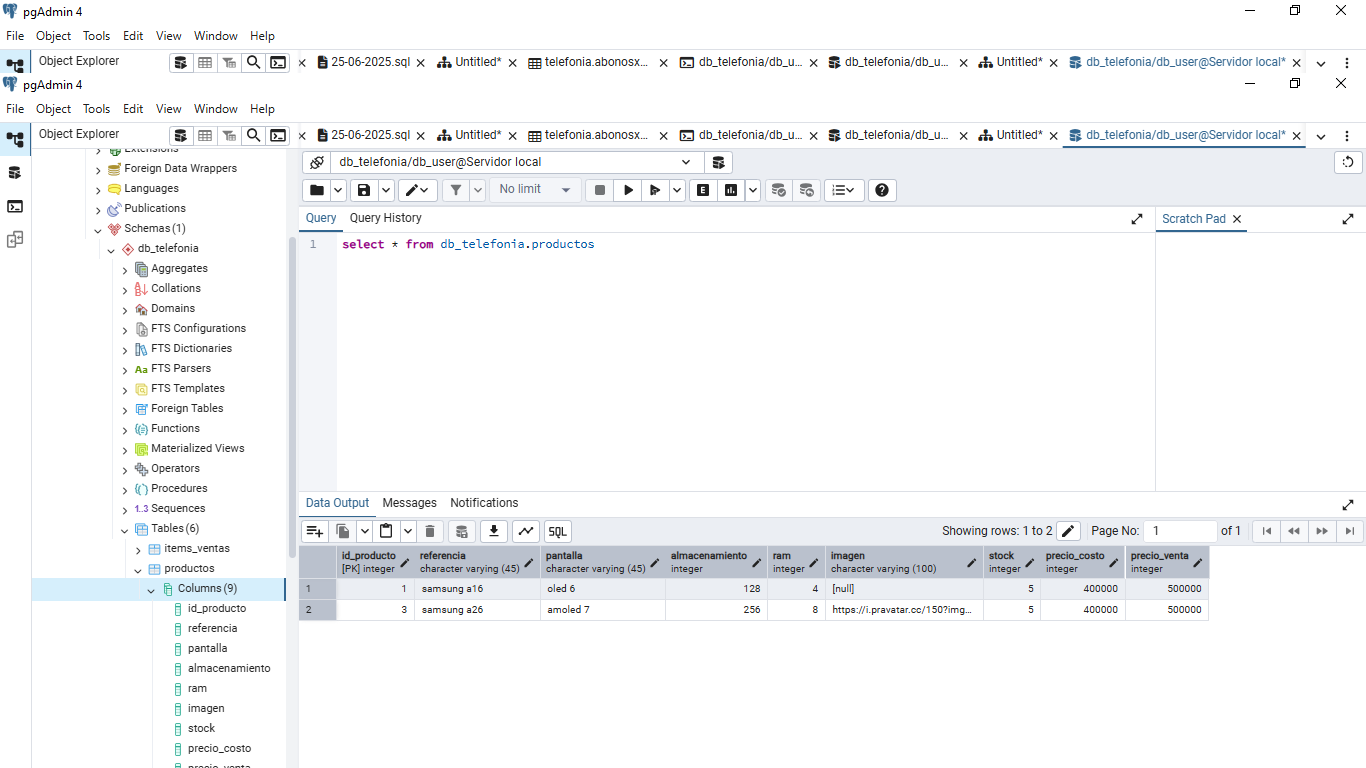 pgAdmin 4
File Object Tools Edit View Window Help
Object Explorer
25-06-2025.sql Untitled* telefonia.abonosx... db_telefonia/db_u... db_telefonia/db_u... Untitled* db_telefonia/db_user@Servidor local*
pgAdmin 4
File Object Tools Edit View Window Help
Object Explorer
25-06-2025.sql Untitled* telefonia.abonosx... db_telefonia/db_u... db_telefonia/db_u... Untitled* db_telefonia/db_user@Servidor local*
Extensions
Foreign Data Wrappers
Languages
Publications
Schemas (1)
db_telefonia
Aggregates
Collations
Domains
FTS Configurations
FTS Dictionaries
Aa FTS Parsers
FTS Templates
Foreign Tables
Functions
Materialized Views
Operators
Procedures
1.3 Sequences
Tables (6)
items_ventas
productos
Columns (9)
id_producto
referencia
pantalla
almacenamiento
ram
imagen
stock
precio_costo
precio_venta
db_telefonia/db_user@Servidor local
No limit
E
Query Query History
Scratch Pad
1 select * from db_telefonia.productos
Data Output Messages Notifications
SQL
Showing rows: 1 to 2 Page No: 1 of 1
id_producto referencia pantalla almacenamiento ram imagen stock precio_costo precio_venta
[PK] integer character varying (45) character varying (45) integer integer character varying (100) integer integer integer
1 1 samsung a16 oled 6 128 4 [null] 5 400000 500000
2 3 samsung a26 amoled 7 256 8 https://i.pravatar.cc/150?img... 5 400000 500000